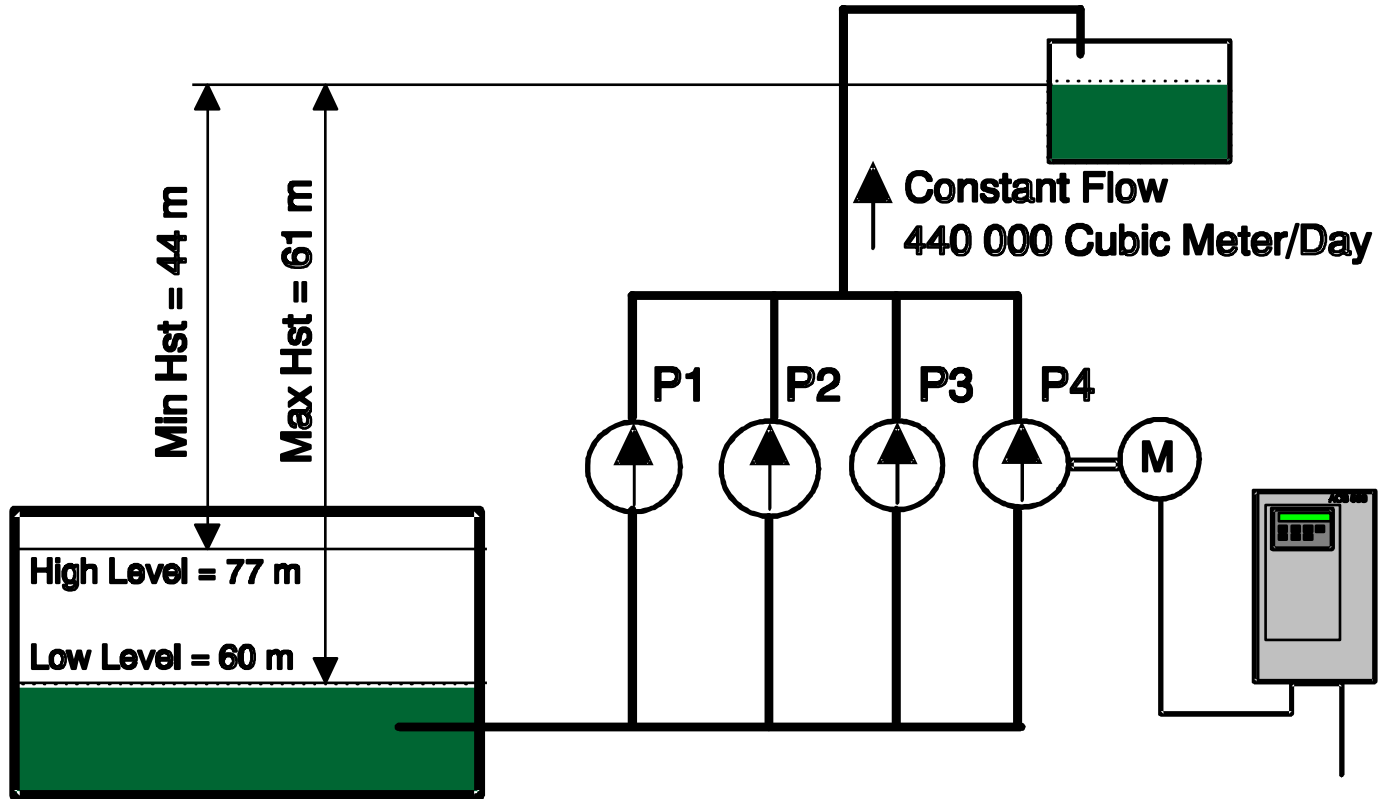 Constant Flow
440 000 Cubic Meter/Day
Min Hst = 44 m
Max Hst = 61 m
P1
P2
P3
P4
M
High Level = 77 m
Low Level = 60 m